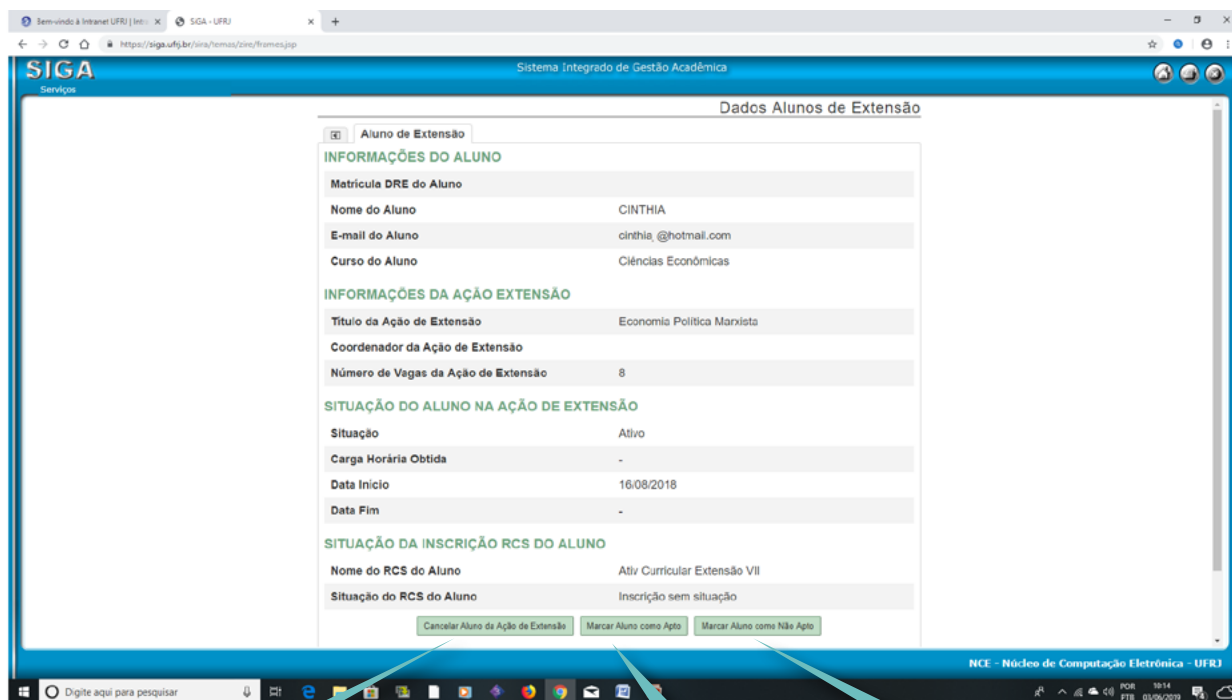 Bem-vindo à Intranet UFRJ | Intr
SIGA - UFRJ
https://siga.ufrj.br/sira/temas/zire/frames.jsp
SIGA
Sistema Integrado de Gestão Acadêmica
Serviços
Dados Alunos de Extensão
Aluno de Extensão
INFORMAÇÕES DO ALUNO
Matrícula DRE do Aluno
Nome do Aluno CINTHIA
E-mail do Aluno cinthia_@hotmail.com
Curso do Aluno Ciências Econômicas
INFORMAÇÕES DA AÇÃO EXTENSÃO
Título da Ação de Extensão Economia Política Marxista
Coordenador da Ação de Extensão
Número de Vagas da Ação de Extensão 8
SITUAÇÃO DO ALUNO NA AÇÃO DE EXTENSÃO
Situação Ativo
Carga Horária Obtida -
Data Início 16/08/2018
Data Fim -
SITUAÇÃO DA INSCRIÇÃO RCS DO ALUNO
Nome do RCS do Aluno Ativ Curricular Extensão VII
Situação do RCS do Aluno Inscrição sem situação
Cancelar Aluno da Ação de Extensão Marcar Aluno como Apto Marcar Aluno como Não Apto
NCE - Núcleo de Computação Eletrônica - UFRJ
Digite aqui para pesquisar
POR 10:14
PTB 03/06/2019